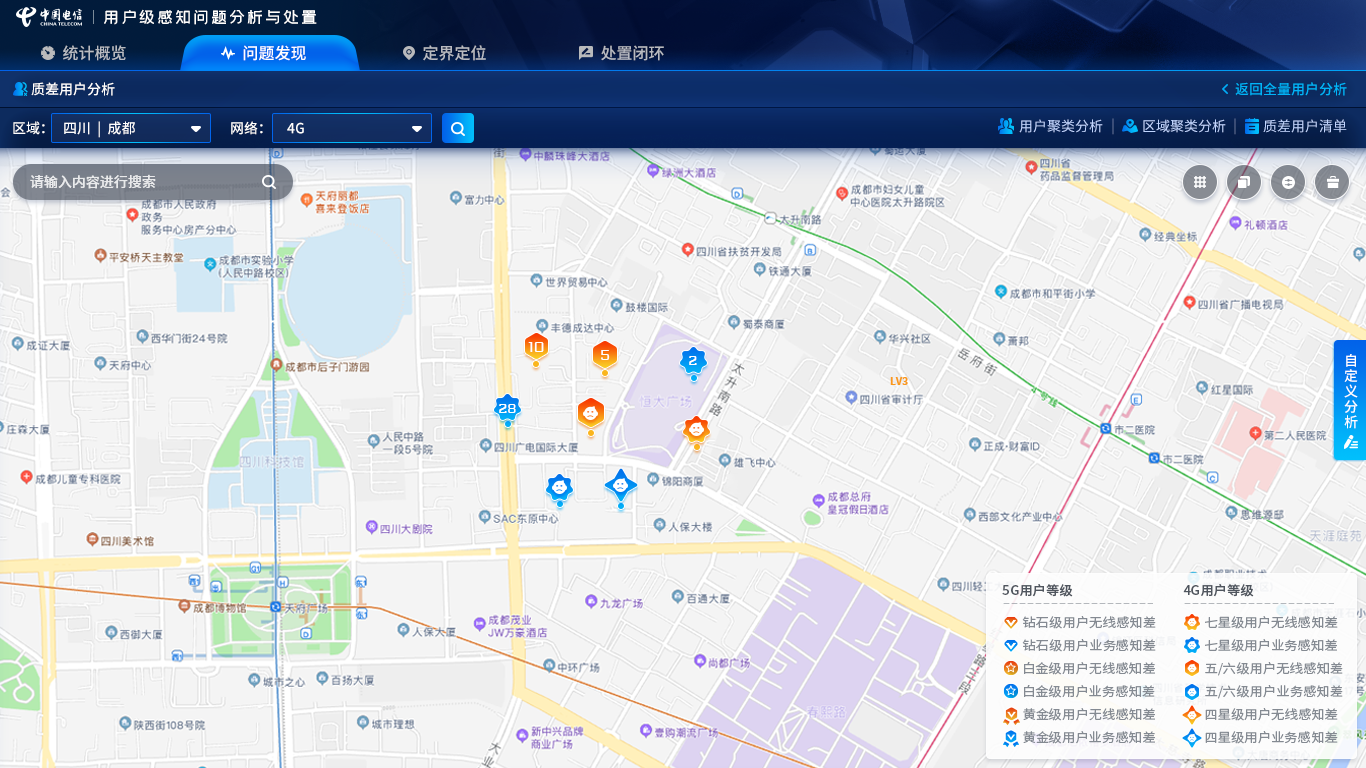 中国电信
CHINA TELECOM
用户级感知问题分析与处置
统计概览
问题发现
定界定位
处置闭环
质差用户分析
返回全量用户分析
区域:
四川 | 成都
网络:
4G
用户聚类分析
区域聚类分析
质差用户清单
请输入内容进行搜索
自定义分析
街
中麟珠峰大酒店
绿洲大酒店
四川省
药品监督管理局
成都市人民政府
政务
服务中心房产分心
天府丽都
喜来登饭店
富力中心
D
成都市妇女儿童
中心医院太升路院区
太升南路
礼顿酒店
经典坐标
平安桥天主教堂
成都市实验小学
(人民中路校区)
四川省扶贫开发局
B
铁通大厦
世界贸易中心
成都市和平街小学
四川省广播电视局
鼓楼国际
蜀泰商厦
丰德成达中心
西华门街24号院
成证大厦
华兴社区
萧邦
天府中心
成都市后子门游园
岳府街
10
5
2
28
太升南路
LV3
恒大广场
四川省审计厅
4号线
红星国际
E
庄森大厦
人民中路
一段5号院
四川广电国际大厦
正成·财富ID
市二医院
第二人民医院
四川科技馆
雄飞中心
市二医院
成都儿童专科医院
锦阳商厦
C
成都总府
皇冠假日酒店
SAC东原中心
人保大楼
西部文化产业中心
思维源邸
四川大剧院
四川美术馆
天涯庭苑
G1
H
成都博物馆
天府广场
D
九龙广场
百通大厦
成都茂业
JW万豪酒店
西御大厦
人保大厦
尚都广场
中环广场
城市之心
百扬大厦
春熙路
陕西街108号院
城市理想
新中兴品牌
商业广场
壹购潮流广场
5G用户等级
钻石级用户无线感知差
钻石级用户业务感知差
白金级用户无线感知差
白金级用户业务感知差
黄金级用户无线感知差
黄金级用户业务感知差
4G用户等级
七星级用户无线感知差
七星级用户业务感知差
五/六级用户无线感知差
五/六级用户业务感知差
四星级用户无线感知差
四星级用户业务感知差